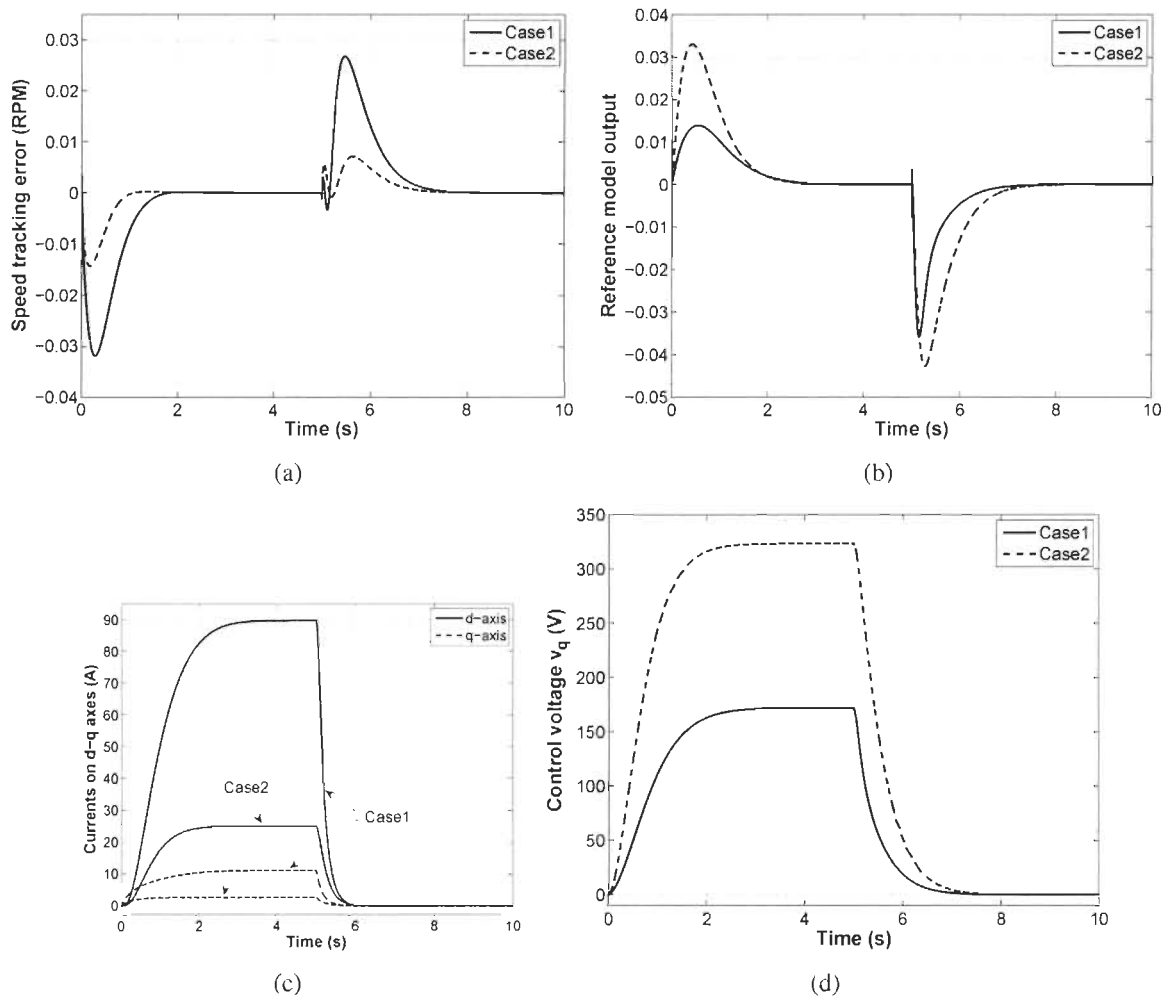 Speed tracking error (RPM)
0.03
0.02
0.01
0
−0.01
−0.02
−0.03
−0.04
Case1
Case2
0 2 4 6 8 10
Time (s)
(a)
Reference model output
0.04
0.03
0.02
0.01
0
−0.01
−0.02
−0.03
−0.04
−0.05
Case1
Case2
0 2 4 6 8 10
Time (s)
(b)
Currents on d−q axes (A)
90
80
70
60
50
40
30
20
10
0
d−axis
q−axis
Case2
Case1
0 2 4 6 8 10
Time (s)
(c)
Control voltage vq (V)
350
300
250
200
150
100
50
0
Case1
Case2
0 2 4 6 8 10
Time (s)
(d)